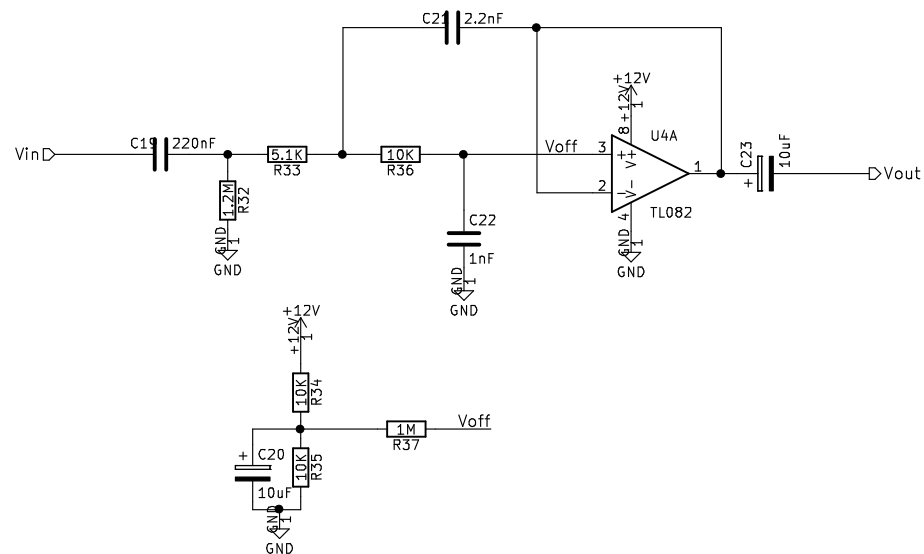 C21 2.2nF
+12V
+12V
1
8
U4A
C19 220nF
Vin
5.1K
R33
10K
R36
Voff
3
+
V+
2
-
V-
1
TL082
4
C23
10uF
+
Vout
1.2M
R32
GND
1
GND
C22
1nF
GND
1
GND
GND
1
GND
+12V
+12V
1
10K
R34
Voff
1M
R37
+
C20
10uF
10K
R35
GND
1
GND